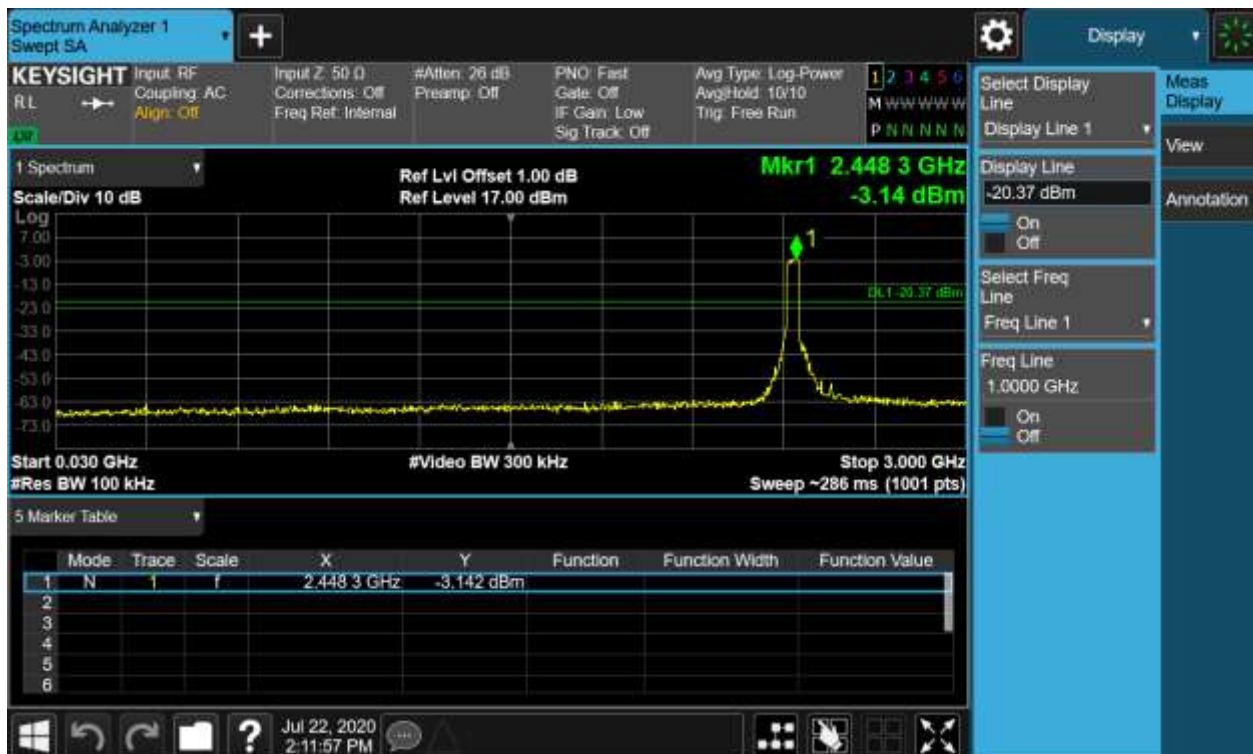 Spectrum Analyzer 1
Swept SA
+
Display
KEYSIGHT
RL
Input: RF
Coupling: AC
Align: Off
Input Z: 50 Ω
Corrections: Off
Freq Ref: Internal
#Atten: 26 dB
Preamp: Off
PNO: Fast
Gate: Off
IF Gain: Low
Sig Track: Off
Avg Type: Log-Power
Avg|Hold: 10/10
Trig: Free Run
1 2 3 4 5 6
M W W W W W
P N N N N N
1 Spectrum
Scale/Div 10 dB
Ref Lvl Offset 1.00 dB
Ref Level 17.00 dBm
Mkr1 2.448 3 GHz
-3.14 dBm
Log
7.00
-3.00
-13.0
-23.0
-33.0
-43.0
-53.0
-63.0
-73.0
1
DL1 -20.37 dBm
Start 0.030 GHz
#Res BW 100 kHz
#Video BW 300 kHz
Stop 3.000 GHz
Sweep ~286 ms (1001 pts)
5 Marker Table
Mode Trace Scale X Y Function Function Width Function Value
1 N 1 f 2.448 3 GHz -3.142 dBm
2
3
4
5
6
Select Display
Line
Display Line 1
Display Line
-20.37 dBm
On
Off
Select Freq
Line
Freq Line 1
Freq Line
1.0000 GHz
On
Off
Meas
Display
View
Annotation
?
Jul 22, 2020
2:11:57 PM